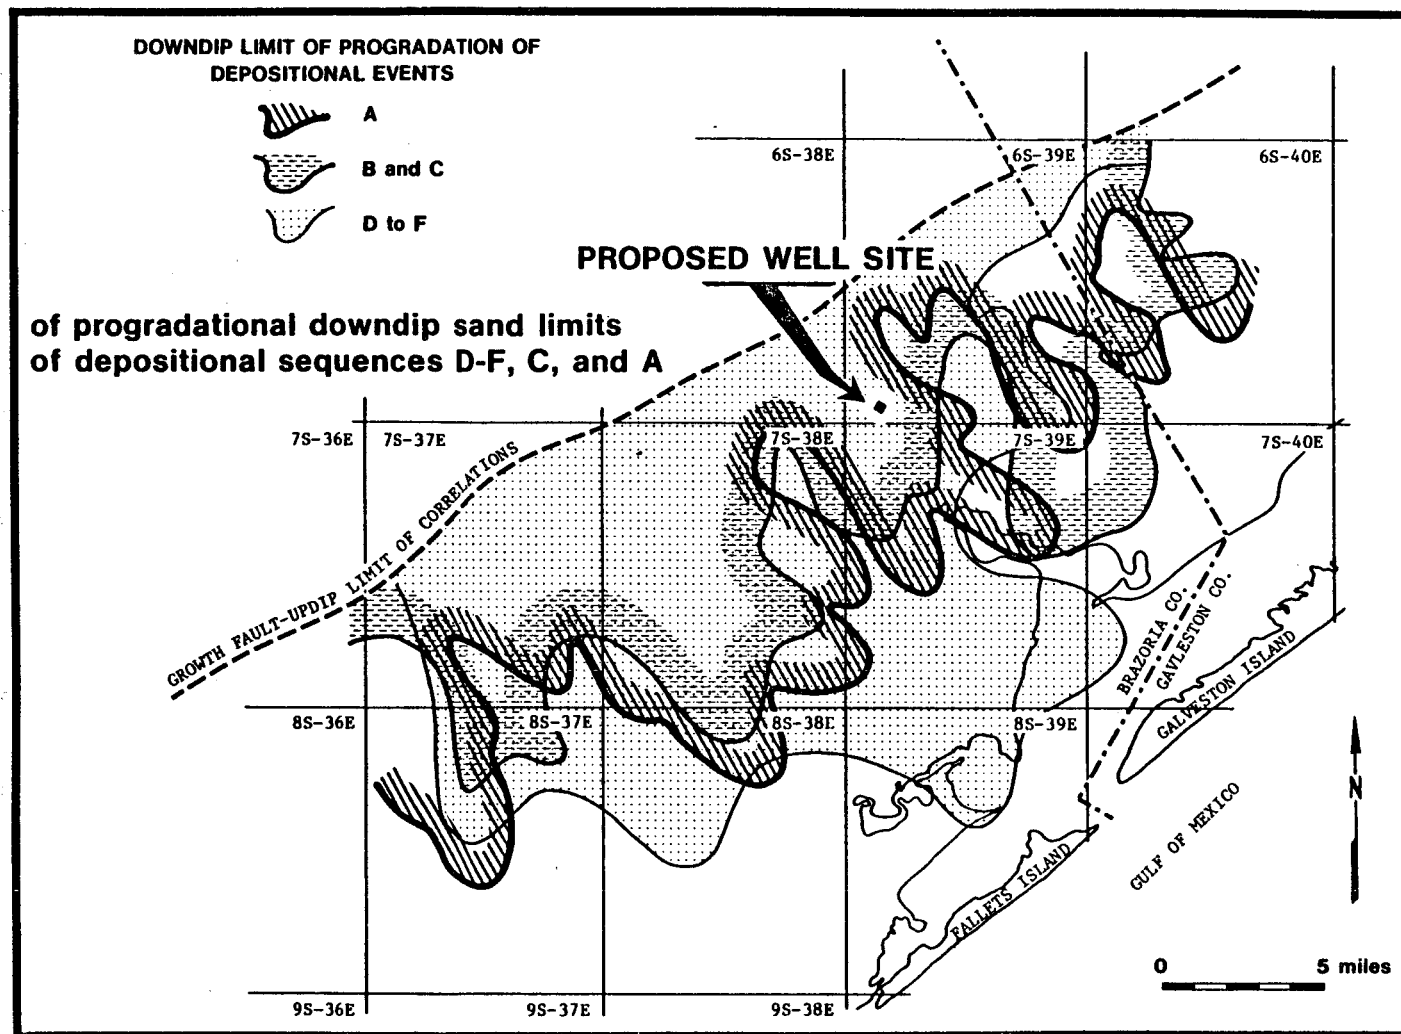 DOWNDIP LIMIT OF PROGRADATION OF
DEPOSITIONAL EVENTS
A
B and C
D to F
PROPOSED WELL SITE
of progradational downdip sand limits
of depositional sequences D-F, C, and A
6S-38E
6S-39E
6S-40E
7S-36E
7S-37E
7S-38E
7S-39E
7S-40E
GROWTH FAULT-UPDIP LIMIT OF CORRELATIONS
8S-36E
8S-37E
8S-38E
8S-39E
BRAZORIA CO.
GAVLESTON CO.
GALVESTON ISLAND
GULF OF MEXICO
FALLETS ISLAND
N
9S-36E
9S-37E
9S-38E
0 5 miles